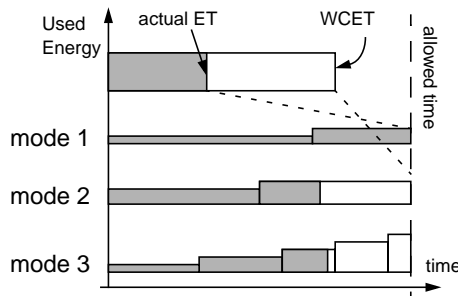 Used
Energy
actual ET
WCET
allowed time
mode 1
mode 2
mode 3
time